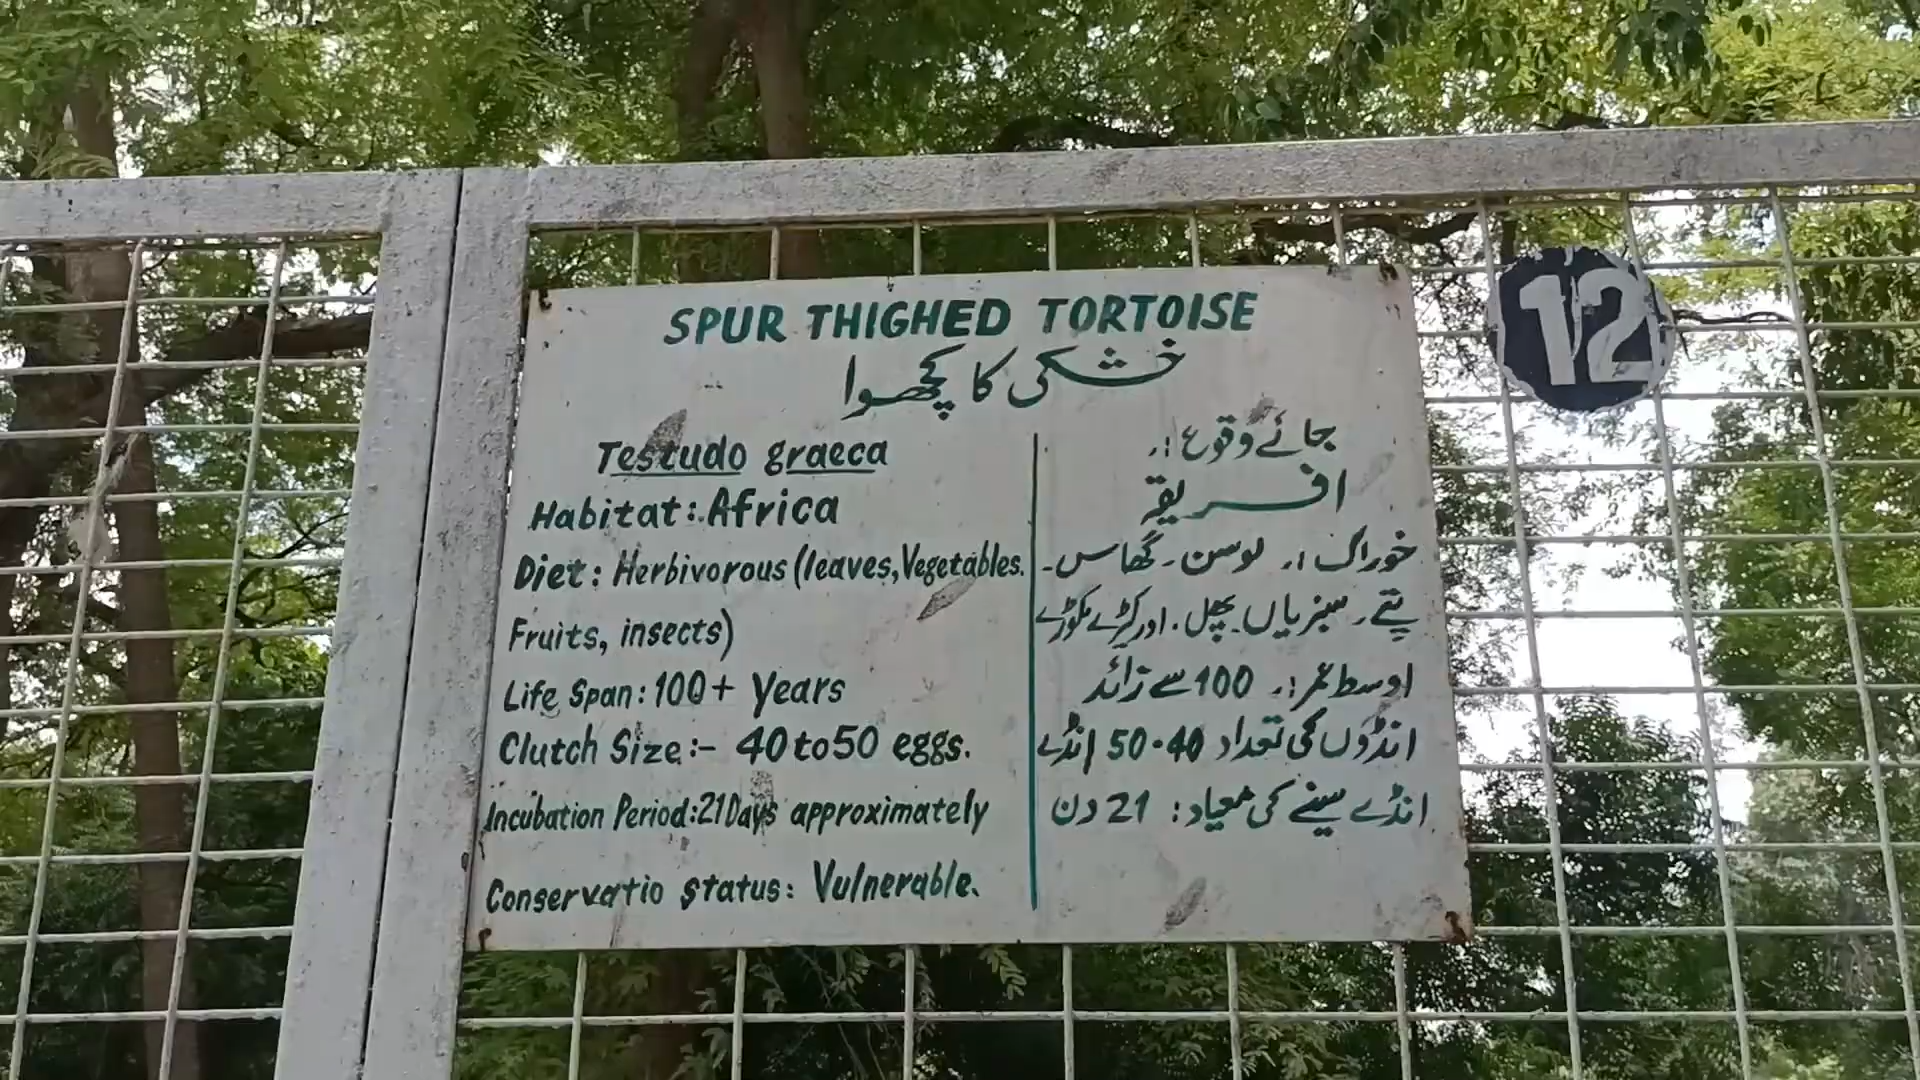 SPUR THIGHED TORTOISE
خشکی کا کچھوا
Testudo graeca
Habitat:.Africa
Diet: Herbivorous (leaves, Vegetables.
Fruits, insects)
Life Span: 100+ Years
Clutch Size:- 40 to 50 eggs.
Incubation Period: 21 Days approximately
Conservatio Status: Vulnerable.
جائے وقوع :۔
افریقہ
خوراک :۔ لوسن ۔ گھاس ۔
پتے ۔ سبزیاں ۔ پھل ۔ اور کیڑے مکوڑے
اوسط عمر :۔ 100 سے زائد
انڈوں کی تعداد 40-50 انڈے
انڈے سینے کی معیاد : 21 دن
12